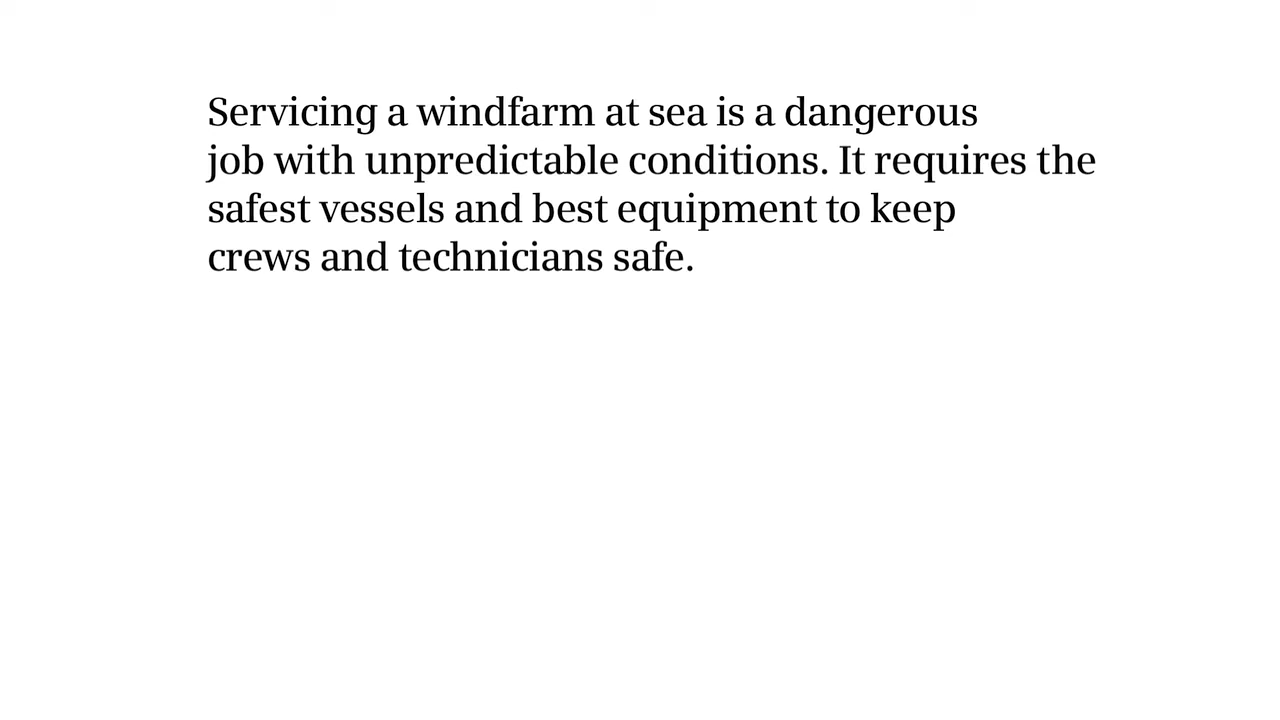 Servicing a windfarm at sea is a dangerous
job with unpredictable conditions. It requires the
safest vessels and best equipment to keep
crews and technicians safe.